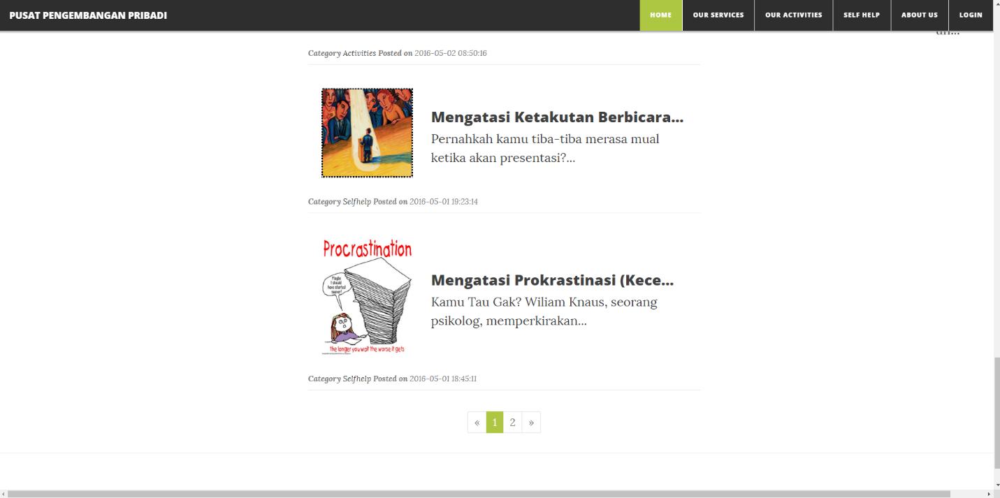 PUSAT PENGEMBANGAN PRIBADI
HOME
OUR SERVICES
OUR ACTIVITIES
SELF HELP
ABOUT US
LOGIN
Category Activities Posted on 2016-05-02 08:50:16
Mengatasi Ketakutan Berbicara...
Pernahkah kamu tiba-tiba merasa mual
ketika akan presentasi?...
Category Selfhelp Posted on 2016-05-01 19:23:14
Procrastination
Maybe
I should
have started
sooner!
the longer you wait the worse it gets
Mengatasi Prokrastinasi (Kece...
Kamu Tau Gak? Wiliam Knaus, seorang
psikolog, memperkirakan...
Category Selfhelp Posted on 2016-05-01 18:45:11
« 1 2 »